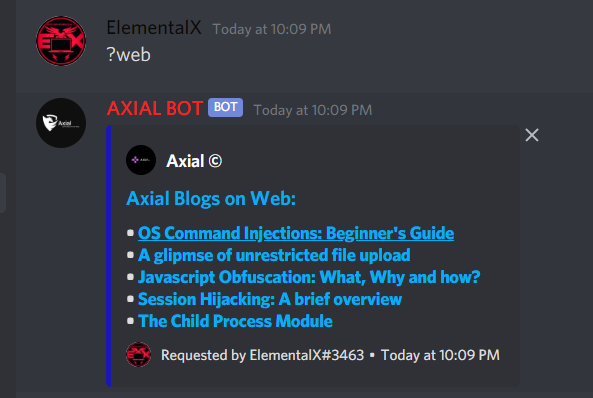 ElementalX Today at 10:09 PM
?web
AXIAL BOT BOT Today at 10:09 PM
Axial ©
Axial Blogs on Web:
• OS Command Injections: Beginner's Guide
• A glipmse of unrestricted file upload
• Javascript Obfuscation: What, Why and how?
• Session Hijacking: A brief overview
• The Child Process Module
Requested by ElementalX#3463 • Today at 10:09 PM